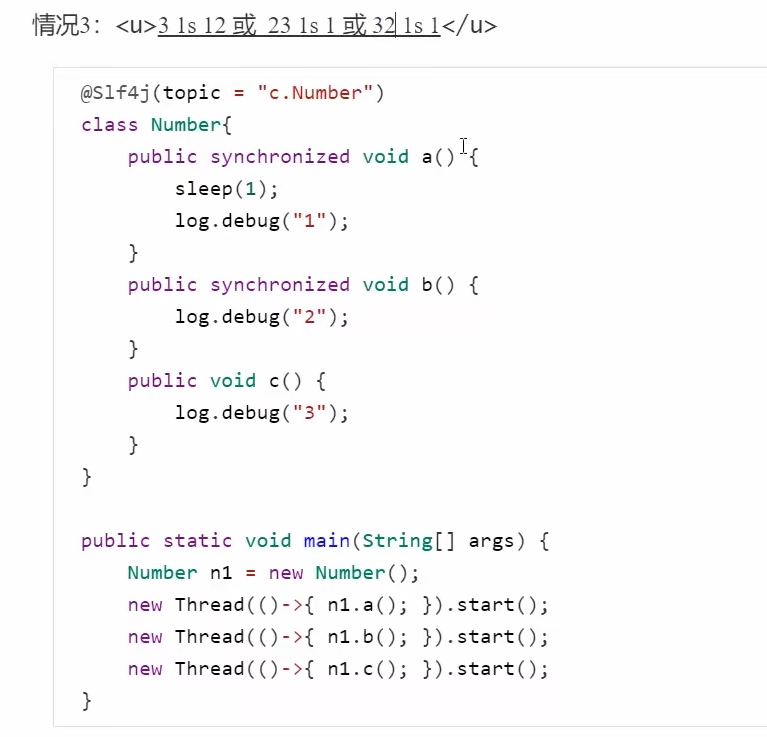 情况3：<u>3 1s 12 或 23 1s 1 或 32 1s 1</u>
@Slf4j(topic = "c.Number")
class Number{
    public synchronized void a() {
        sleep(1);
        log.debug("1");
    }
    public synchronized void b() {
        log.debug("2");
    }
    public void c() {
        log.debug("3");
    }
}
public static void main(String[] args) {
    Number n1 = new Number();
    new Thread(()->{ n1.a(); }).start();
    new Thread(()->{ n1.b(); }).start();
    new Thread(()->{ n1.c(); }).start();
}